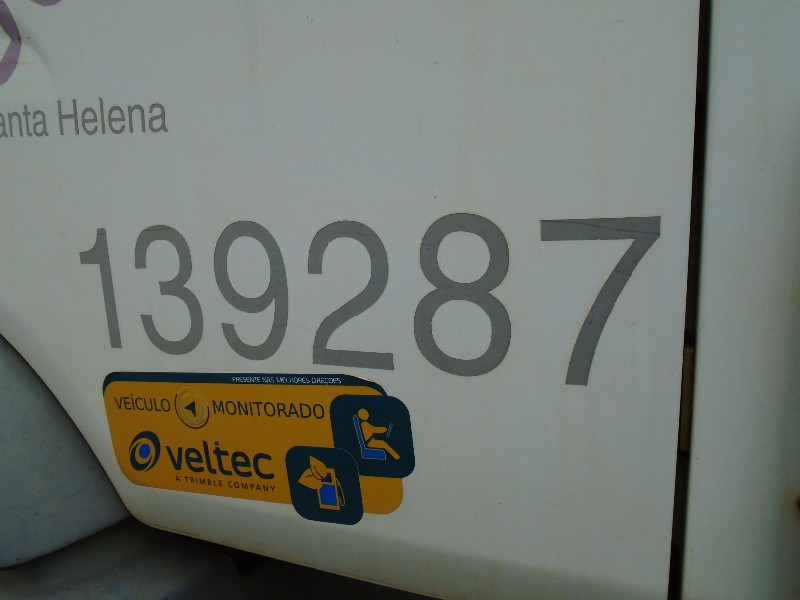 anta Helena
139287
PRESENTE NAS MELHORES DIREÇÕES
VEÍCULO MONITORADO
veltec
A TRIMBLE COMPANY